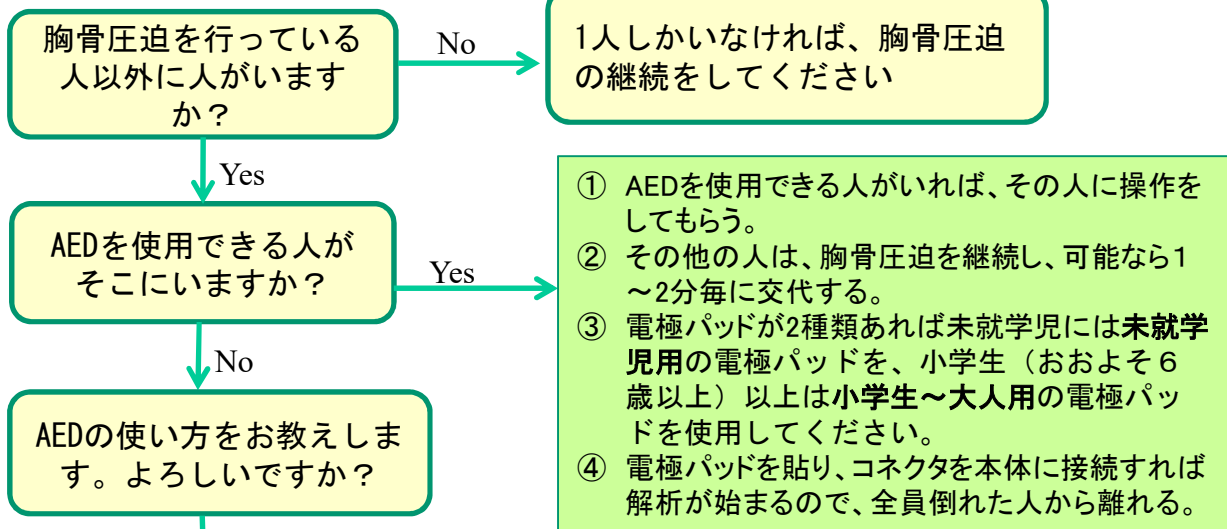 胸骨圧迫を行っている
人以外に人がいます
か？
No
1人しかいなければ、胸骨圧迫
の継続をしてください
Yes
AEDを使用できる人が
そこにいますか？
Yes
① AEDを使用できる人がいれば、その人に操作を
してもらう。
② その他の人は、胸骨圧迫を継続し、可能なら1
～2分毎に交代する。
③ 電極パッドが2種類あれば未就学児には未就学
児用の電極パッドを、小学生（おおよそ６
歳以上）以上は小学生～大人用の電極パッ
ドを使用してください。
④ 電極パッドを貼り、コネクタを本体に接続すれば
解析が始まるので、全員倒れた人から離れる。
No
AEDの使い方をお教えしま
す。よろしいですか？